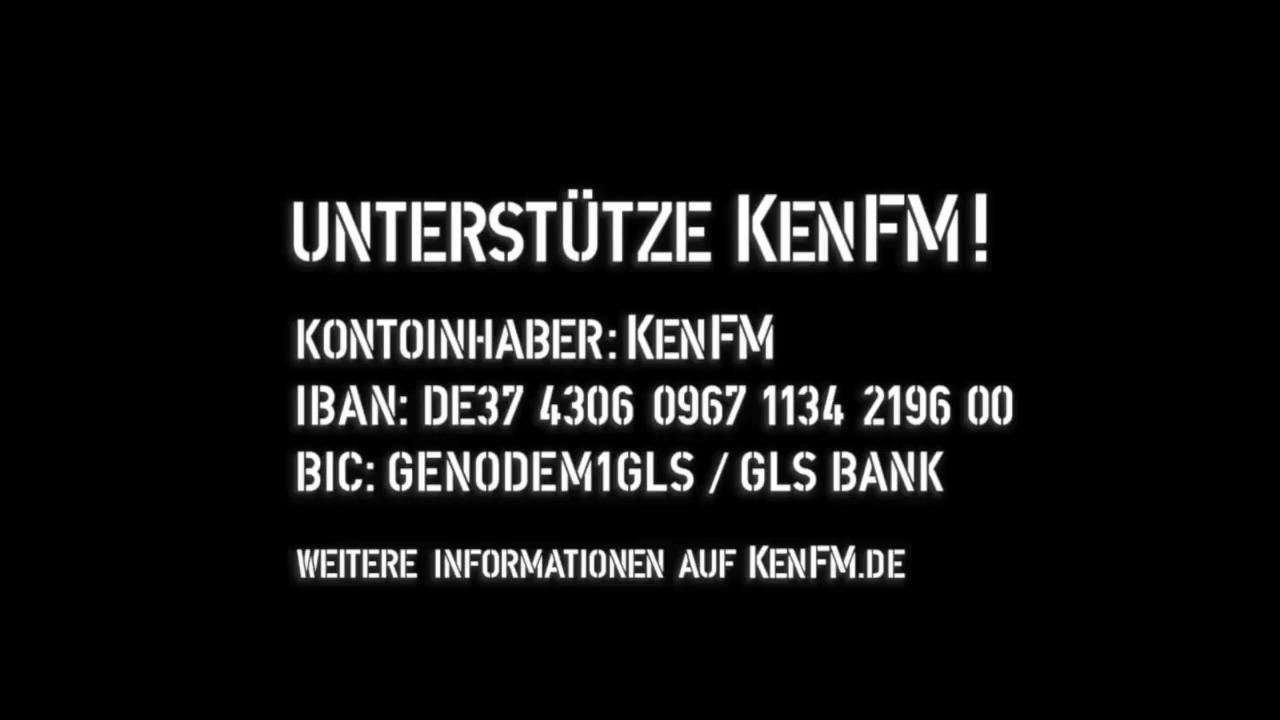 UNTERSTÜTZE KENFM!
KONTOINHABER: KENFM
IBAN: DE37 4306 0967 1134 2196 00
BIC: GENODEM1GLS / GLS BANK
WEITERE INFORMATIONEN AUF KENFM.DE